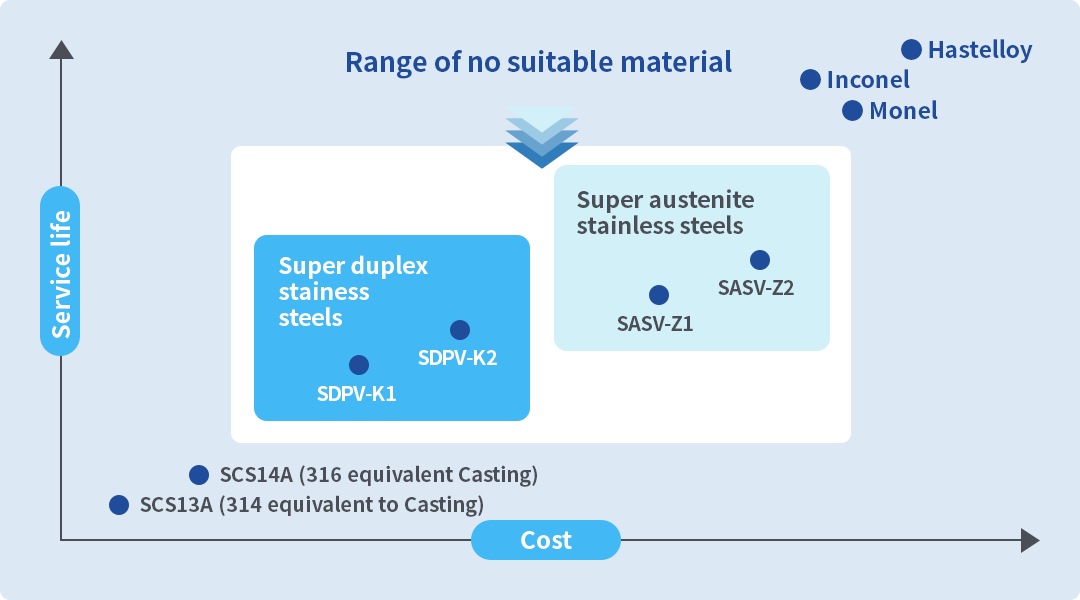 Range of no suitable material
Hastelloy
Inconel
Monel
Service life
Super austenite
stainless steels
SASV-Z2
SASV-Z1
Super duplex
stainess
steels
SDPV-K2
SDPV-K1
SCS14A (316 equivalent Casting)
SCS13A (314 equivalent to Casting)
Cost